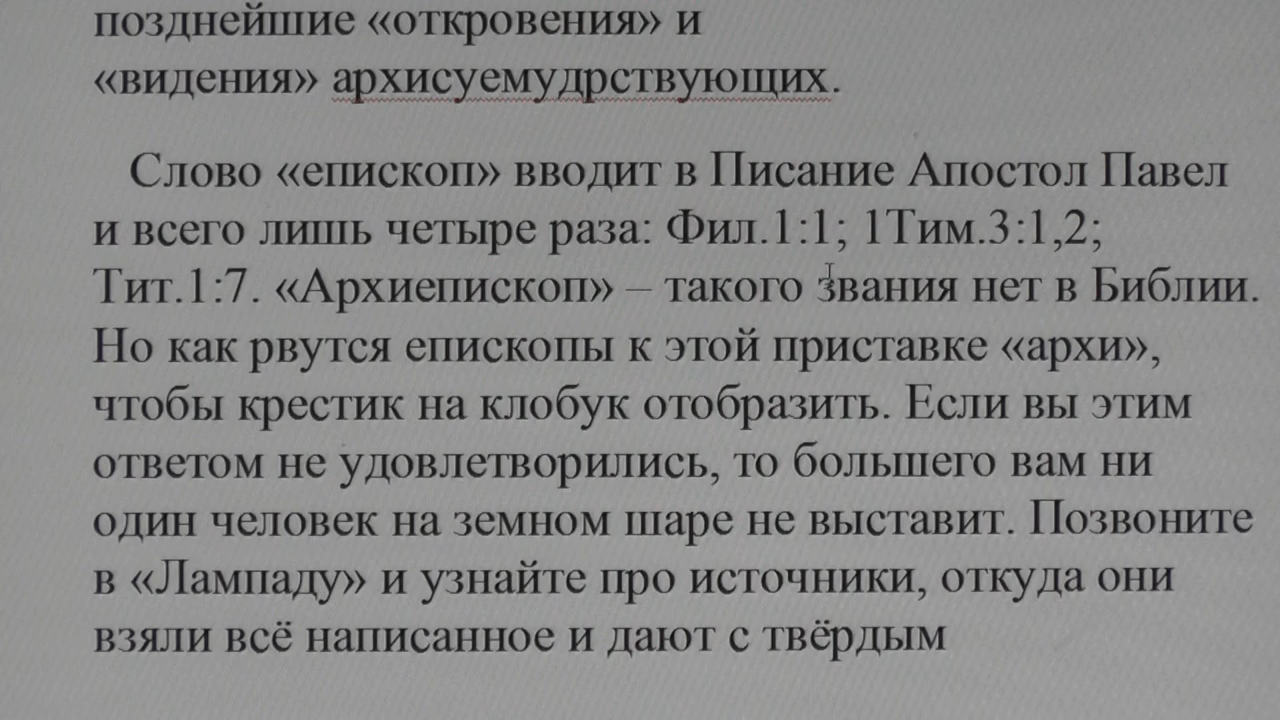 позднейшие «откровения» и
«видения» архисуемудрствующих.
Слово «епископ» вводит в Писание Апостол Павел
и всего лишь четыре раза: Фил.1:1; 1Тим.3:1,2;
Тит.1:7. «Архиепископ» – такого звания нет в Библии.
Но как рвутся епископы к этой приставке «архи»,
чтобы крестик на клобук отобразить. Если вы этим
ответом не удовлетворились, то большего вам ни
один человек на земном шаре не выставит. Позвоните
в «Лампаду» и узнайте про источники, откуда они
взяли всё написанное и дают с твёрдым